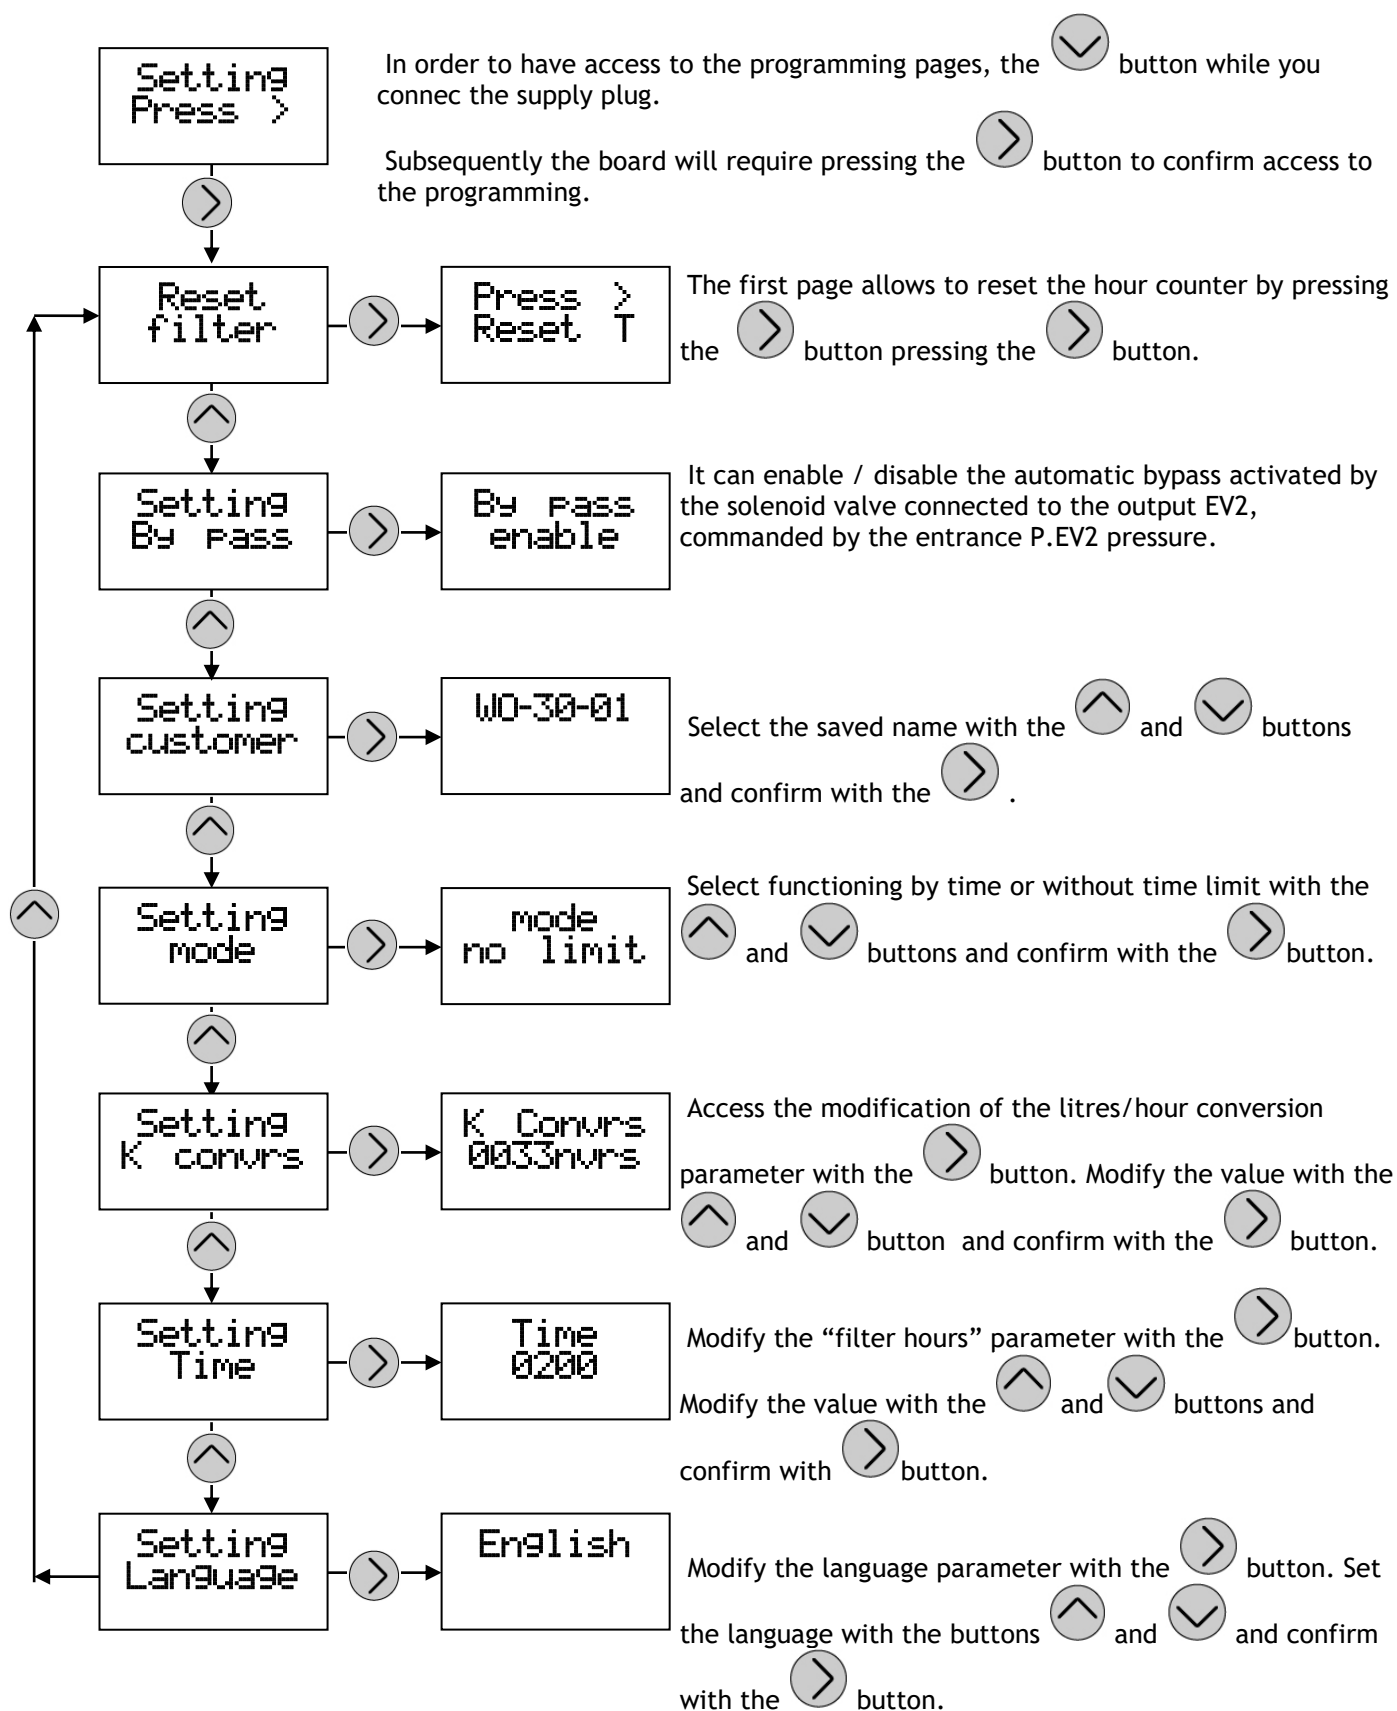 Setting
Press >
In order to have access to the programming pages, the button while you
connec the supply plug.
Subsequently the board will require pressing the button to confirm access to
the programming.
Reset
filter
Press >
Reset T
The first page allows to reset the hour counter by pressing
the button pressing the button.
Setting
By pass
By pass
enable
It can enable / disable the automatic bypass activated by
the solenoid valve connected to the output EV2,
commanded by the entrance P.EV2 pressure.
Setting
customer
WO-30-01
Select the saved name with the and buttons
and confirm with the .
Setting
mode
mode
no limit
Select functioning by time or without time limit with the
and buttons and confirm with the button.
Setting
K convrs
K Convrs
0033nvrs
Access the modification of the litres/hour conversion
parameter with the button. Modify the value with the
and button and confirm with the button.
Setting
Time
Time
0200
Modify the “filter hours” parameter with the button.
Modify the value with the and buttons and
confirm with button.
Setting
Language
English
Modify the language parameter with the button. Set
the language with the buttons and and confirm
with the button.